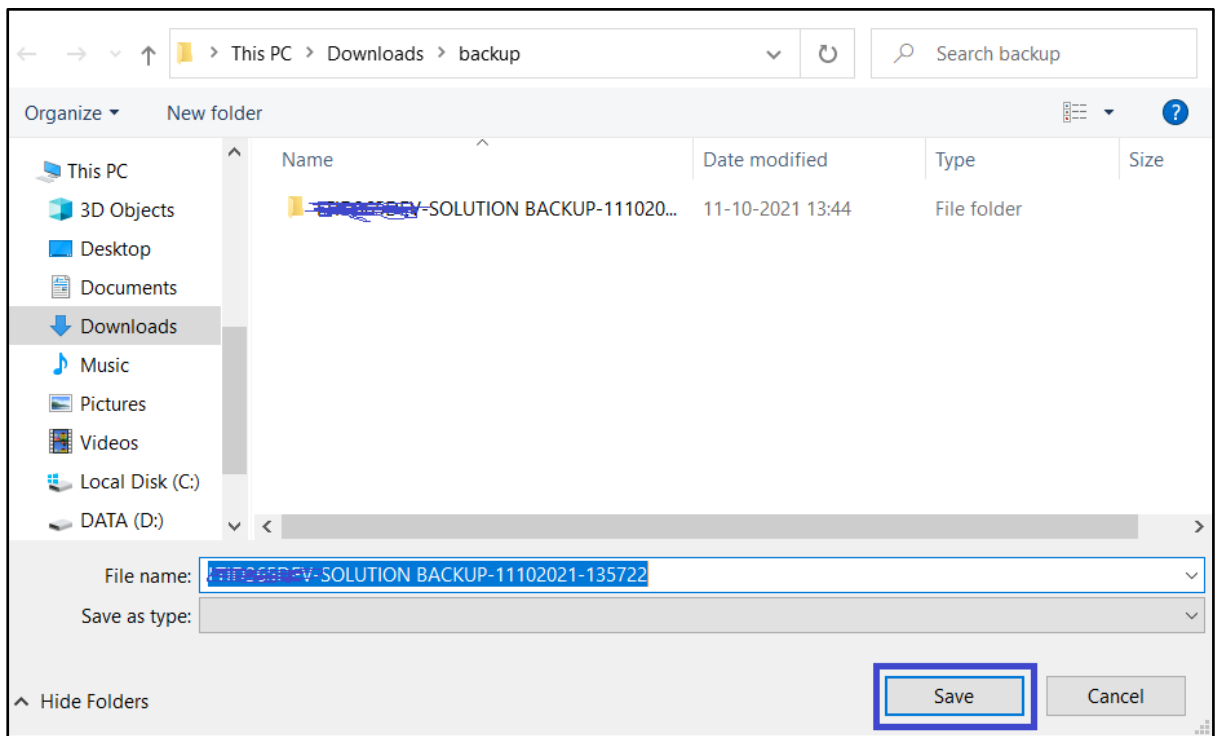 This PC > Downloads > backup
Search backup
Organize
New folder
?
Name
Date modified
Type
Size
-SOLUTION BACKUP-111020...
11-10-2021 13:44
File folder
This PC
3D Objects
Desktop
Documents
Downloads
Music
Pictures
Videos
Local Disk (C:)
DATA (D:)
File name:
-SOLUTION BACKUP-11102021-135722
Save as type:
Hide Folders
Save
Cancel